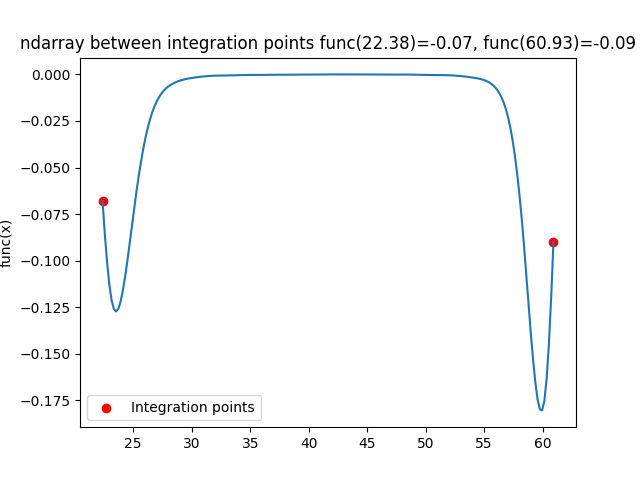 ndarray between integration points func(22.38)=-0.07, func(60.93)=-0.09
0.000
−0.025
−0.050
−0.075
−0.100
−0.125
−0.150
−0.175
func(x)
Integration points
25 30 35 40 45 50 55 60